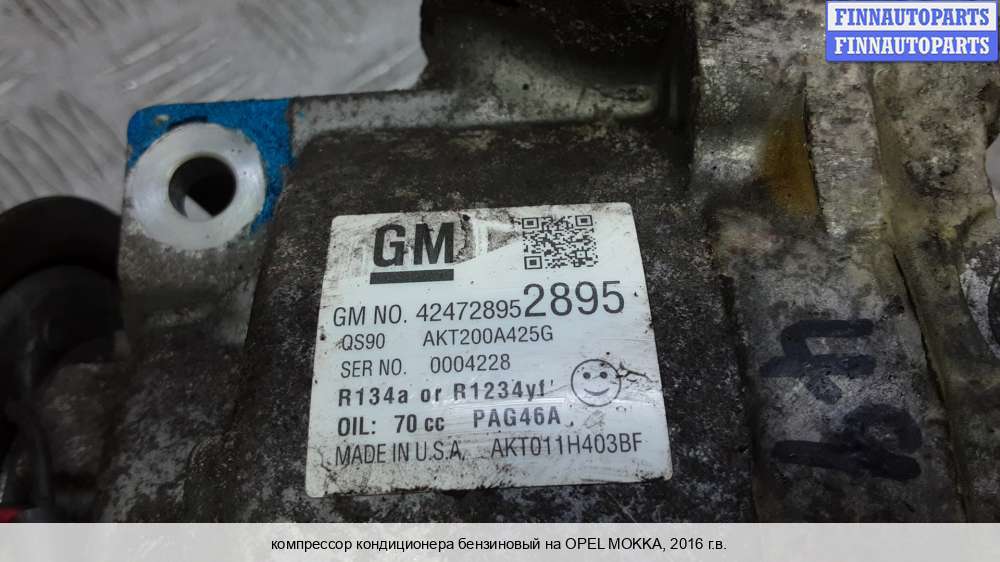 FINNAUTOPARTS
FINNAUTOPARTS
GM
GM NO. 42472895 2895
QS90 AKT200A425G
SER NO. 0004228
R134a or R1234yf
OIL: 70 cc PAG46A
MADE IN U.S.A. AKT011H403BF
компрессор кондиционера бензиновый на OPEL MOKKA, 2016 г.в.